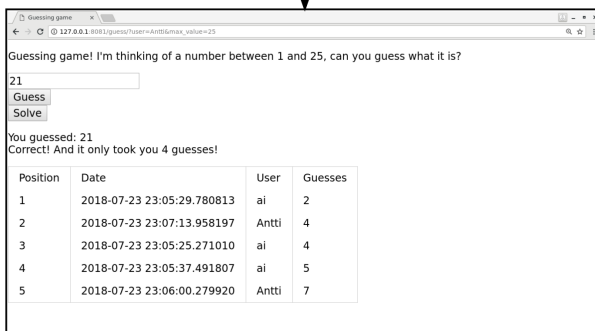 Guessing game
127.0.0.1:8081/guess?user=Antti&max_value=25
Guessing game! I'm thinking of a number between 1 and 25, can you guess what it is?
21
Guess
Solve
You guessed: 21
Correct! And it only took you 4 guesses!
Position Date User Guesses
1 2018-07-23 23:05:29.780813 ai 2
2 2018-07-23 23:07:13.958197 Antti 4
3 2018-07-23 23:05:25.271010 ai 4
4 2018-07-23 23:05:37.491807 ai 5
5 2018-07-23 23:06:00.279920 Antti 7